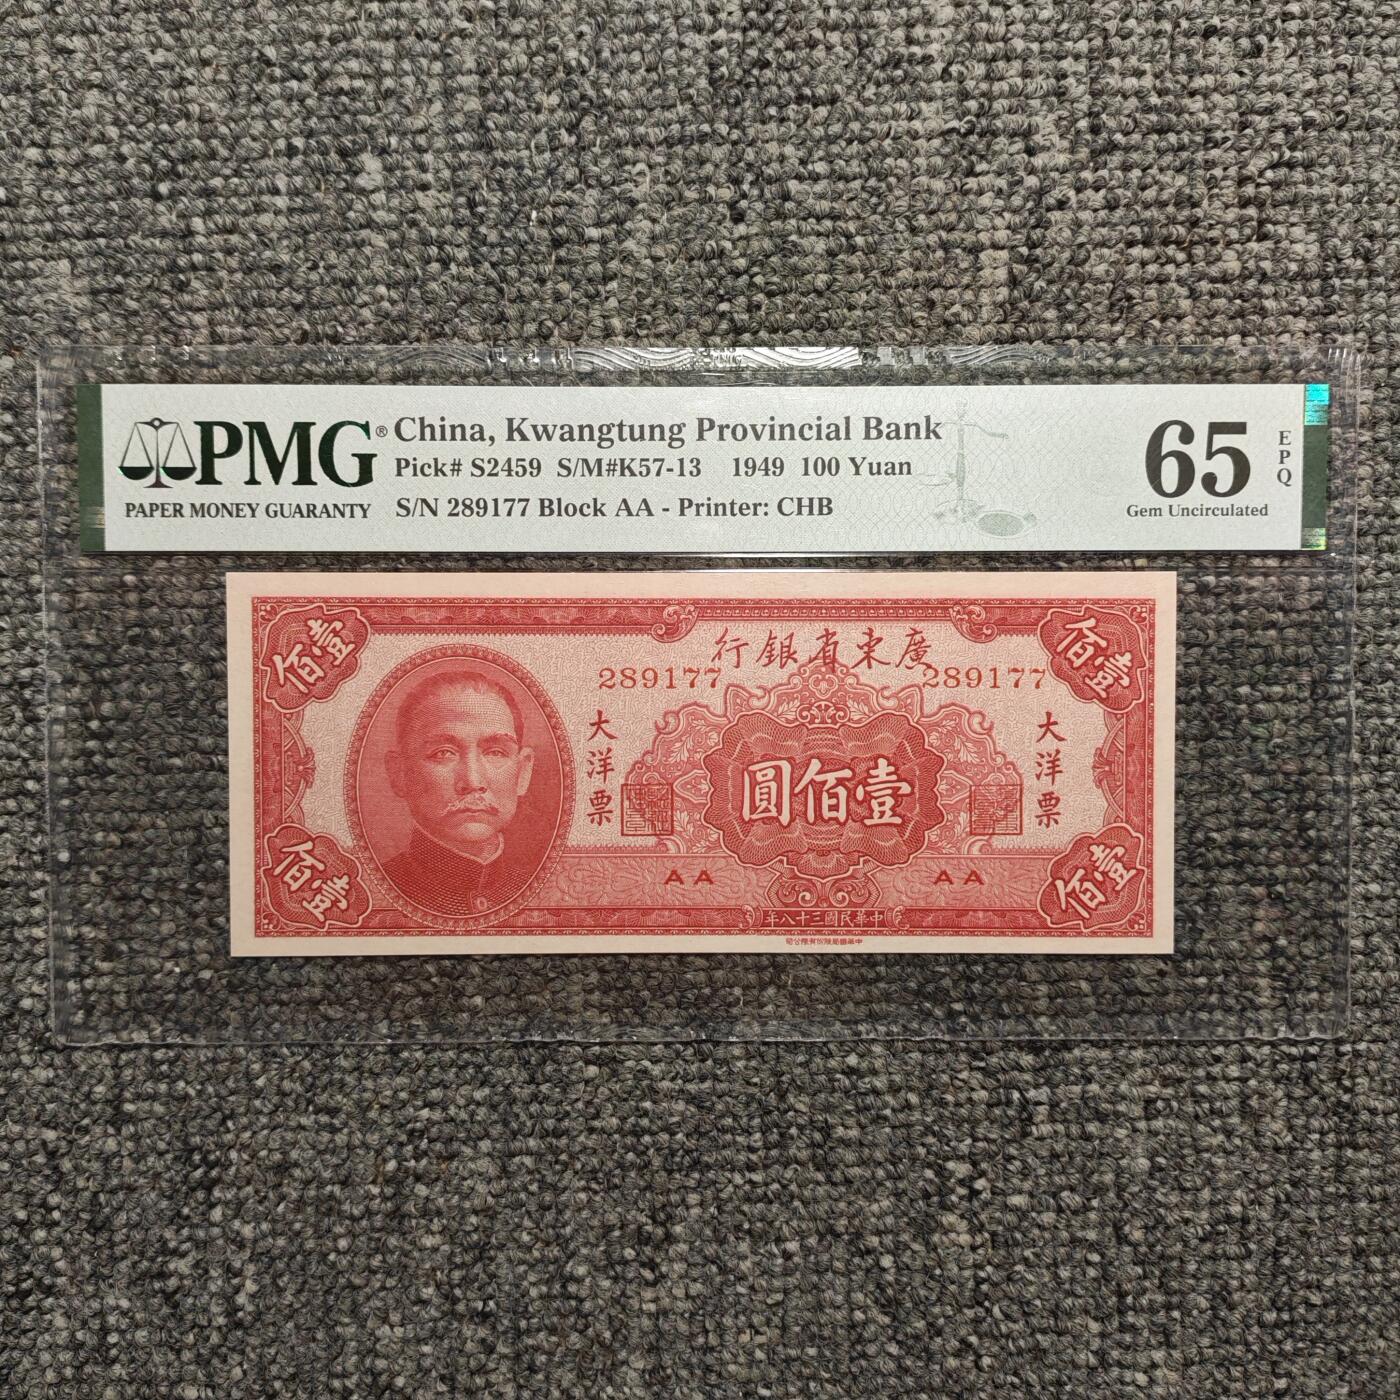 PMG®
PAPER MONEY GUARANTY
China, Kwangtung Provincial Bank
Pick# S2459 S/M#K57-13 1949 100 Yuan
S/N 289177 Block AA - Printer: CHB
65
EPQ
Gem Uncirculated
廣東省銀行
289177
289177
壹佰
壹佰
大洋票
大洋票
壹佰圓
AA
AA
壹佰
壹佰
中華民國三十八年